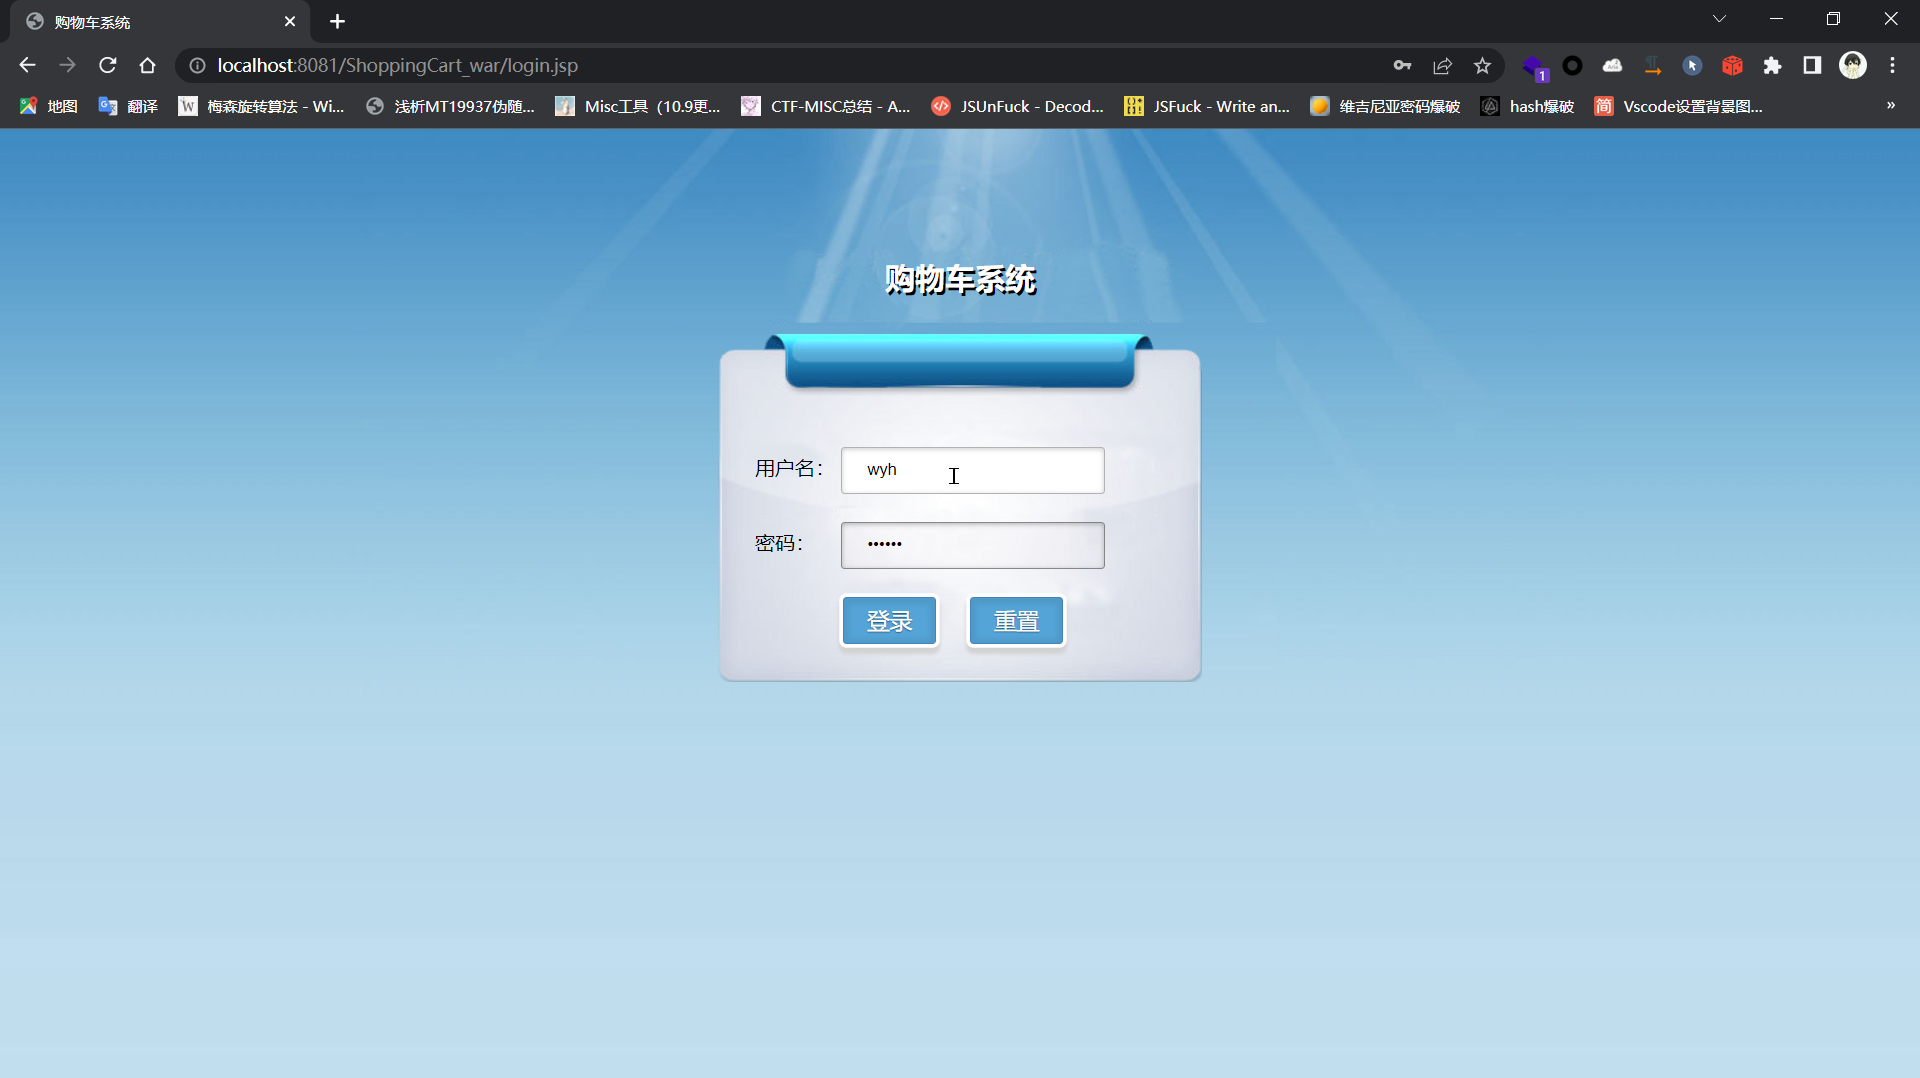 购物车系统
localhost:8081/ShoppingCart_war/login.jsp
1
地图 翻译 W 梅森旋转算法 - Wi... 浅析MT19937伪随... Misc工具（10.9更... CTF-MISC总结 - A... JSUnFuck - Decod... JSFuck - Write an... 维吉尼亚密码爆破 hash爆破 简 Vscode设置背景图... »
购物车系统
用户名： wyh
密码： ••••••
登录 重置